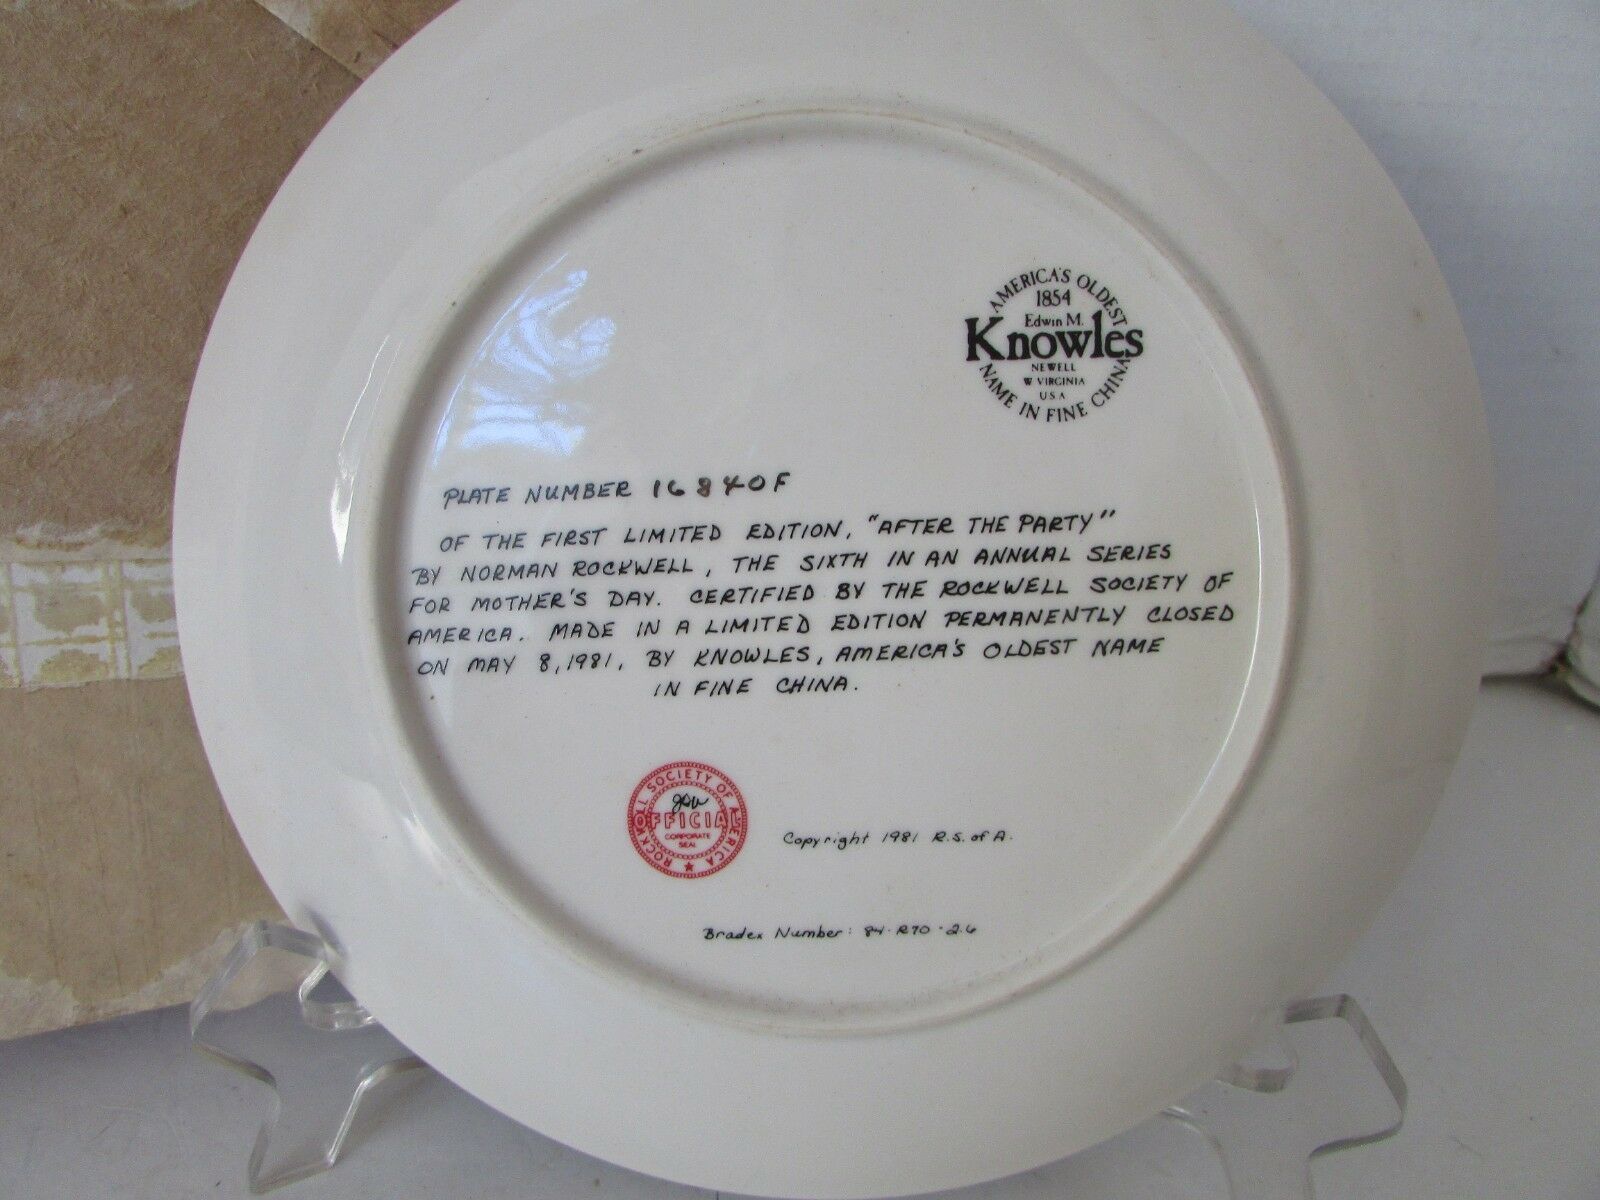 AMERICA'S OLDEST
1854
Edwin M.
Knowles
NEWELL
W VIRGINIA
USA
NAME IN FINE CHINA
PLATE NUMBER 16840F
OF THE FIRST LIMITED EDITION, "AFTER THE PARTY"
BY NORMAN ROCKWELL, THE SIXTH IN AN ANNUAL SERIES
FOR MOTHER'S DAY. CERTIFIED BY THE ROCKWELL SOCIETY OF
AMERICA. MADE IN A LIMITED EDITION PERMANENTLY CLOSED
ON MAY 8, 1981, BY KNOWLES, AMERICA'S OLDEST NAME
IN FINE CHINA.
ROCKWELL SOCIETY OF AMERICA
OFFICIAL
CORPORATE
SEAL
Copyright 1981 R.S. of A.
Bradex Number: 84-R70-2.6